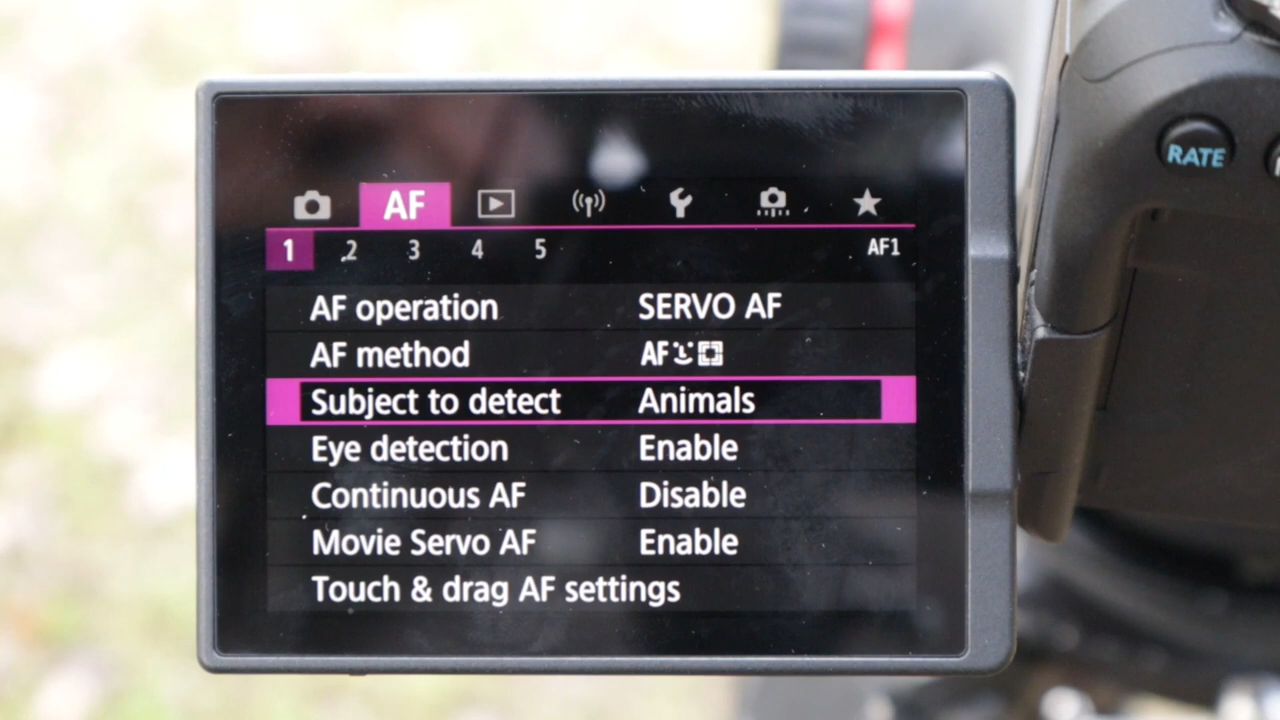 RATE
AF
1 2 3 4 5 AF1
AF operation SERVO AF
AF method AF
Subject to detect Animals
Eye detection Enable
Continuous AF Disable
Movie Servo AF Enable
Touch & drag AF settings